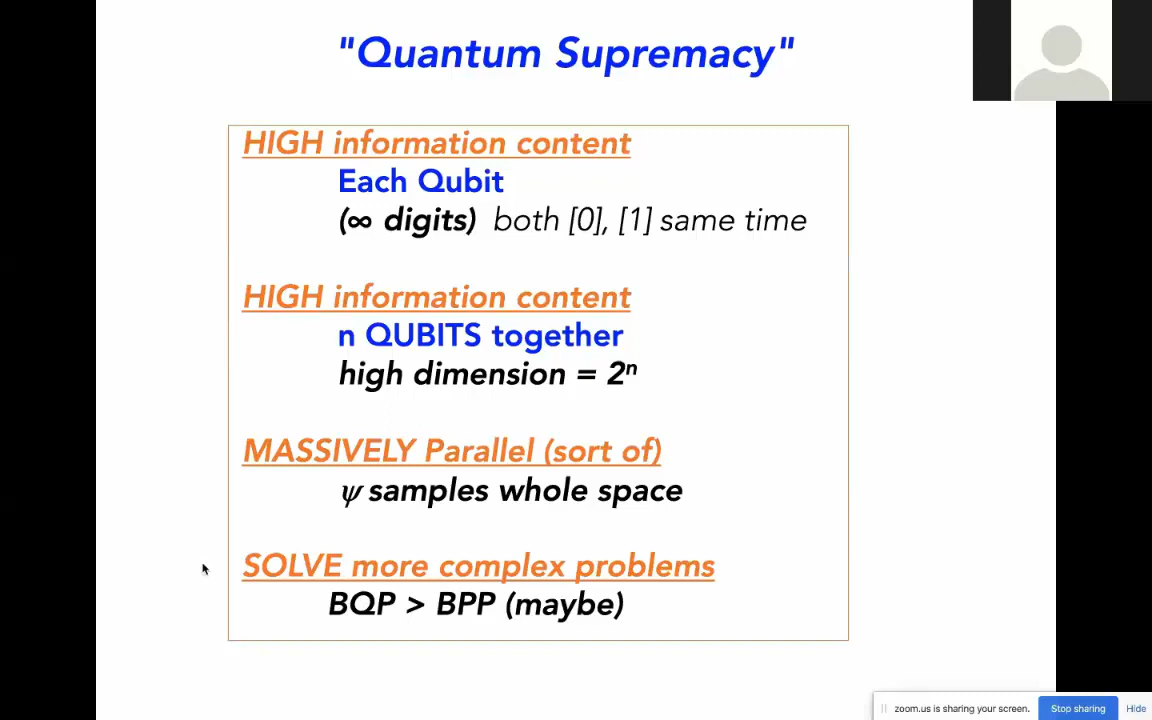 "Quantum Supremacy"
HIGH information content
Each Qubit
(∞ digits) both [0], [1] same time
HIGH information content
n QUBITS together
high dimension = 2ⁿ
MASSIVELY Parallel (sort of)
ψ samples whole space
SOLVE more complex problems
BQP > BPP (maybe)
zoom.us is sharing your screen. Stop sharing Hide